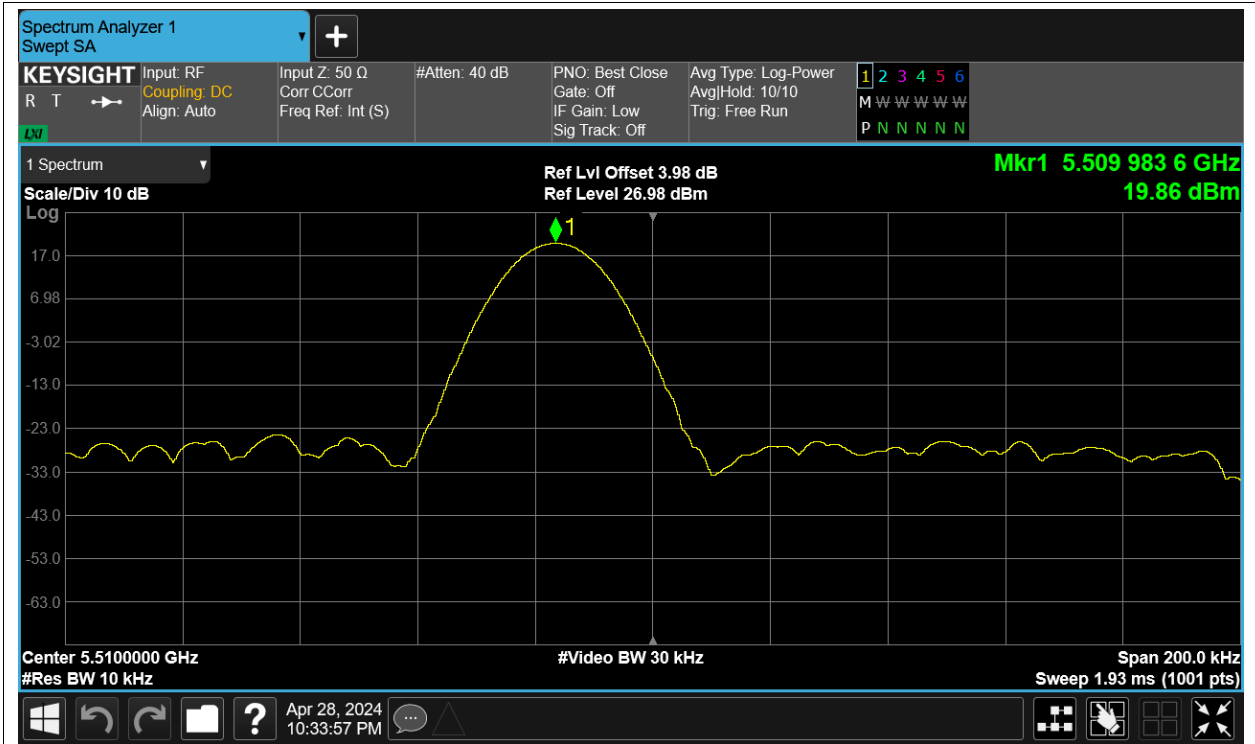 Spectrum Analyzer 1
Swept SA
+
KEYSIGHT
R T
LXI
Input: RF
Coupling: DC
Align: Auto
Input Z: 50 Ω
Corr CCorr
Freq Ref: Int (S)
#Atten: 40 dB
PNO: Best Close
Gate: Off
IF Gain: Low
Sig Track: Off
Avg Type: Log-Power
Avg|Hold: 10/10
Trig: Free Run
1 2 3 4 5 6
M W W W W W
P N N N N N
1 Spectrum
Scale/Div 10 dB
Log
Ref Lvl Offset 3.98 dB
Ref Level 26.98 dBm
Mkr1 5.509 983 6 GHz
19.86 dBm
1
17.0
6.98
-3.02
-13.0
-23.0
-33.0
-43.0
-53.0
-63.0
Center 5.5100000 GHz
#Res BW 10 kHz
#Video BW 30 kHz
Span 200.0 kHz
Sweep 1.93 ms (1001 pts)
?
Apr 28, 2024
10:33:57 PM